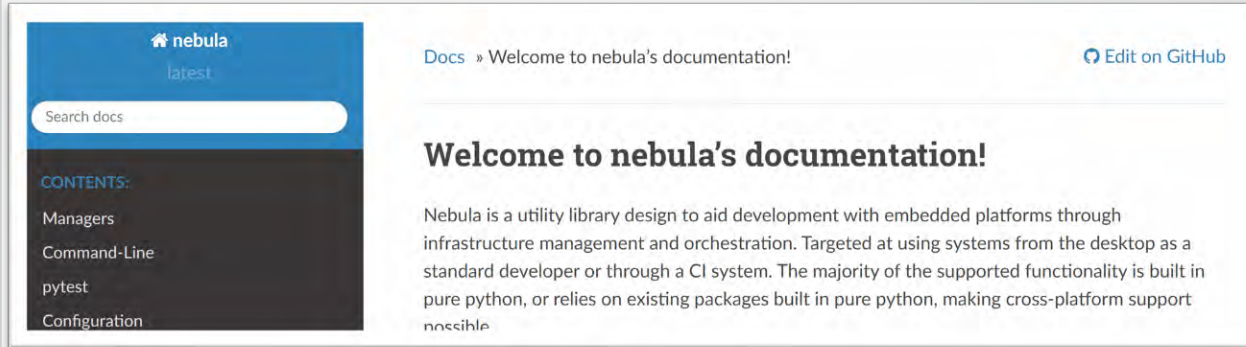 nebula
latest
Search docs
CONTENTS:
Managers
Command-Line
pytest
Configuration
Docs » Welcome to nebula's documentation!
Edit on GitHub
Welcome to nebula's documentation!
Nebula is a utility library design to aid development with embedded platforms through
infrastructure management and orchestration. Targeted at using systems from the desktop as a
standard developer or through a CI system. The majority of the supported functionality is built in
pure python, or relies on existing packages built in pure python, making cross-platform support
possible